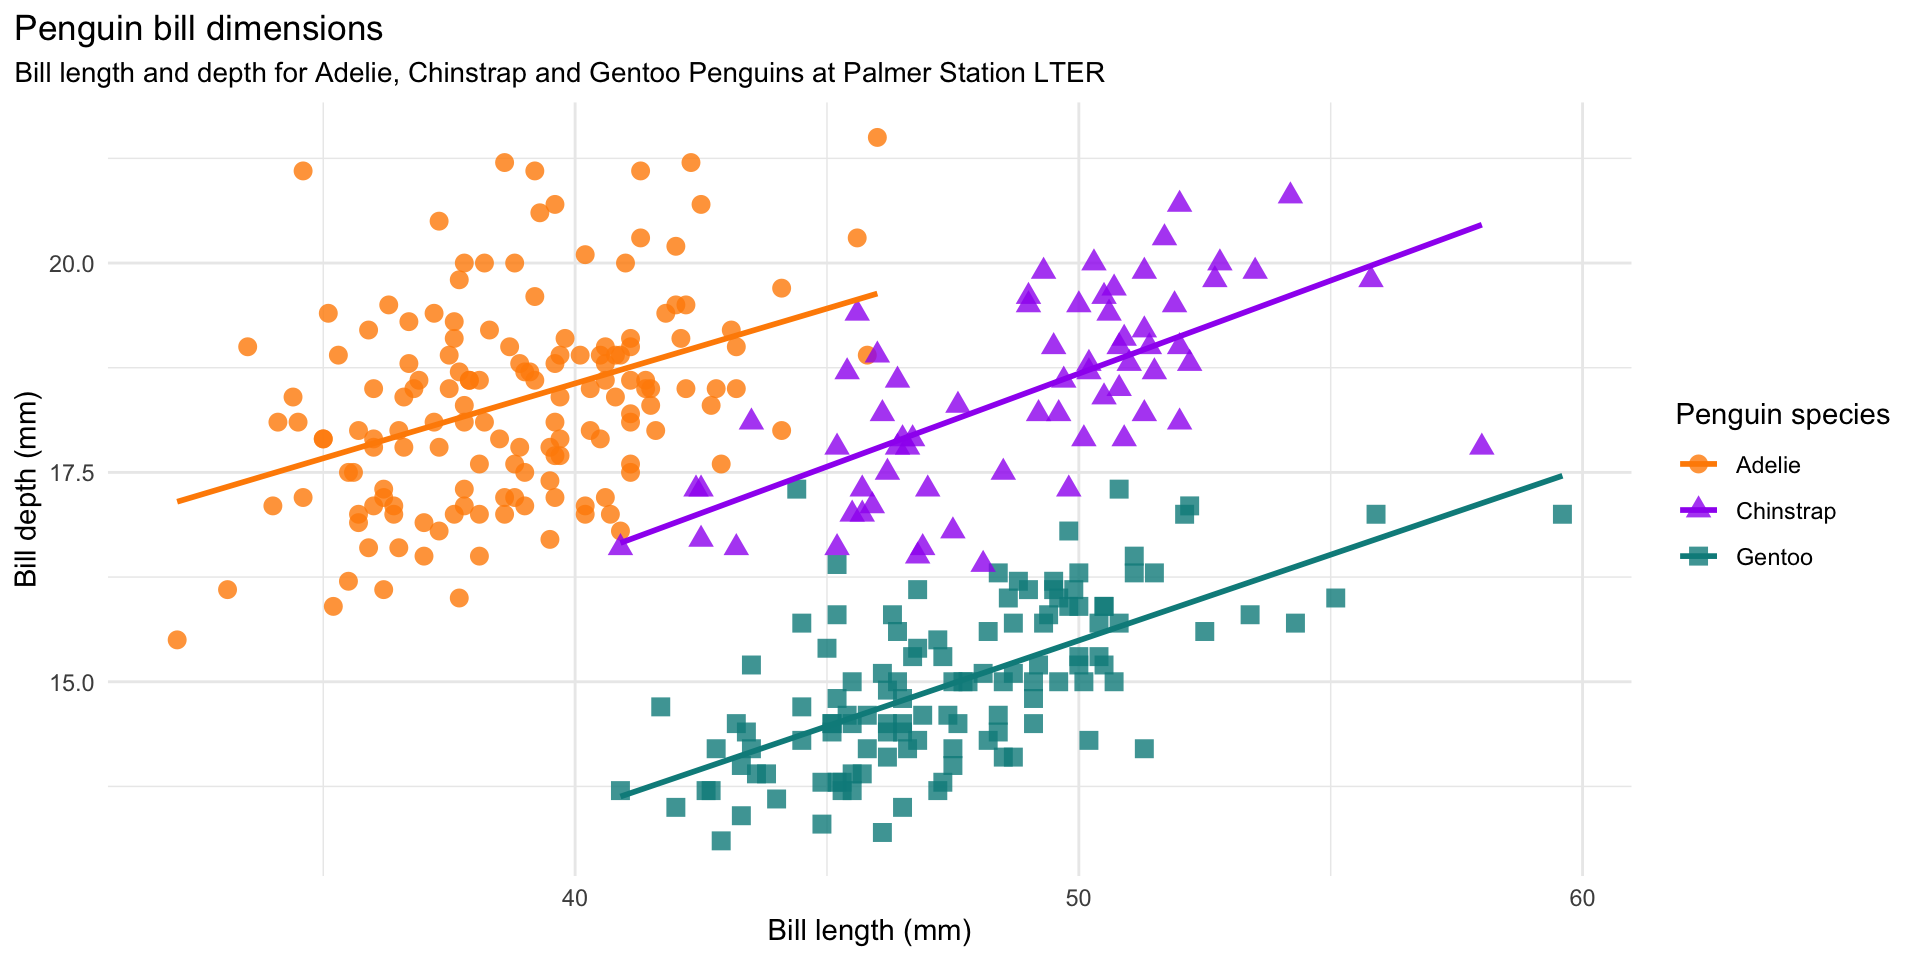 Penguin bill dimensions
Bill length and depth for Adelie, Chinstrap and Gentoo Penguins at Palmer Station LTER
20.0
17.5
15.0
Bill depth (mm)
40
50
60
Bill length (mm)
Penguin species
Adelie
Chinstrap
Gentoo